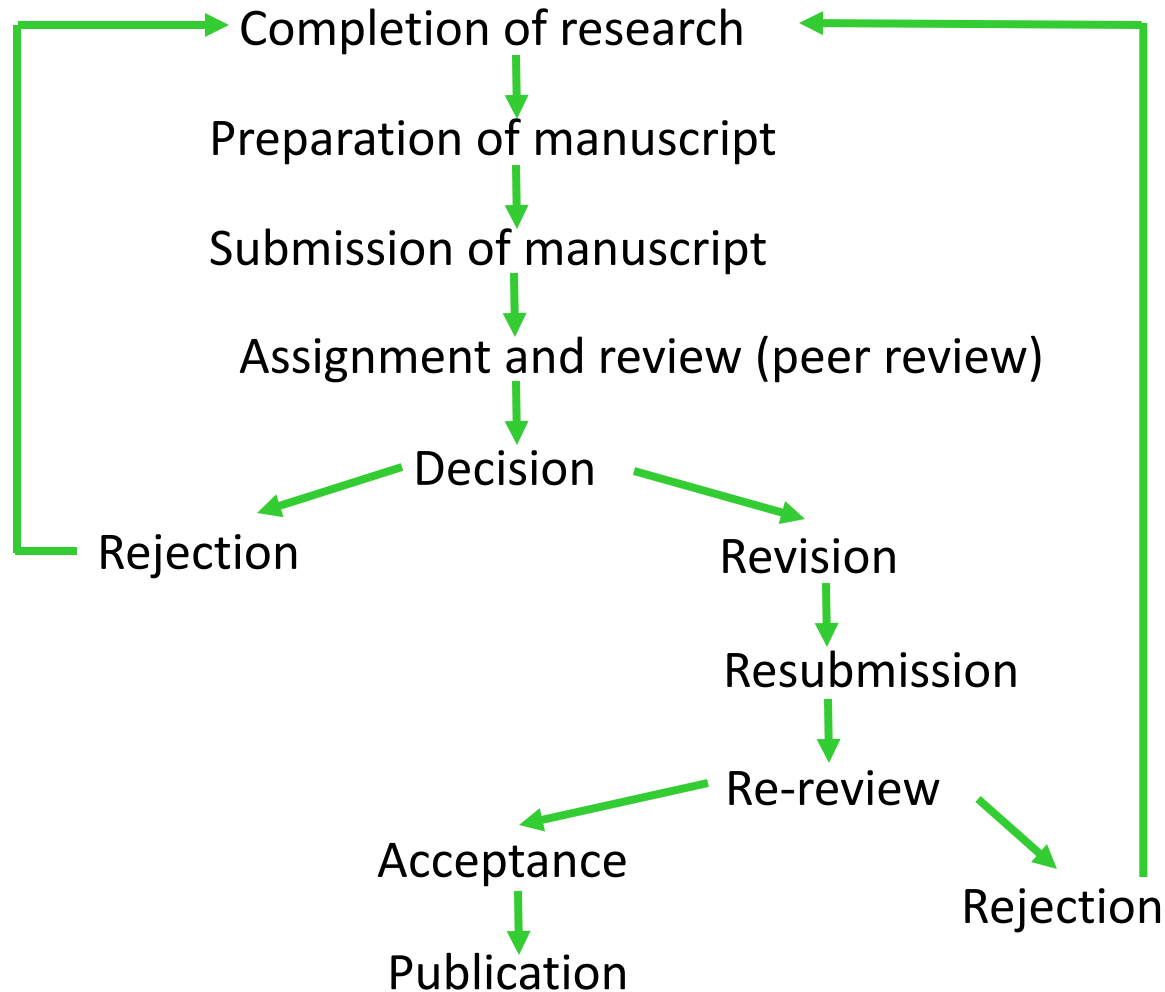 Completion of research
Preparation of manuscript
Submission of manuscript
Assignment and review (peer review)
Decision
Rejection
Revision
Resubmission
Re-review
Acceptance
Rejection
Publication